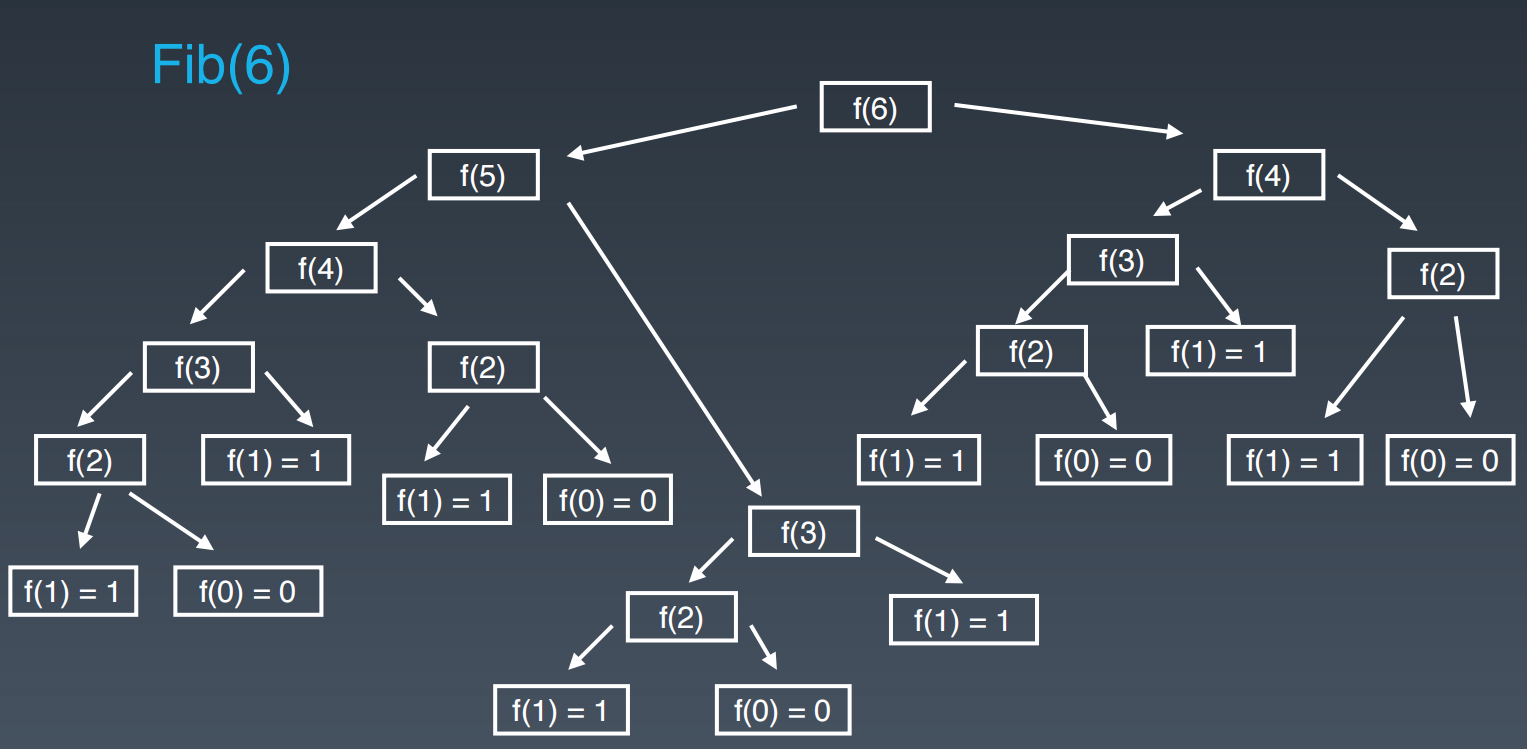 Fib(6)
f(6)
f(5)
f(4)
f(4)
f(3)
f(2)
f(3)
f(2)
f(2)
f(1) = 1
f(2)
f(1) = 1
f(1) = 1
f(0) = 0
f(1) = 1
f(0) = 0
f(1) = 1
f(0) = 0
f(3)
f(1) = 1
f(0) = 0
f(2)
f(1) = 1
f(1) = 1
f(0) = 0